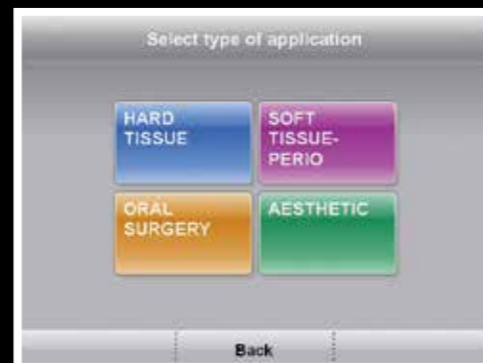 Select type of application
HARD
TISSUE
SOFT
TISSUE-
PERIO
ORAL
SURGERY
AESTHETIC
Back